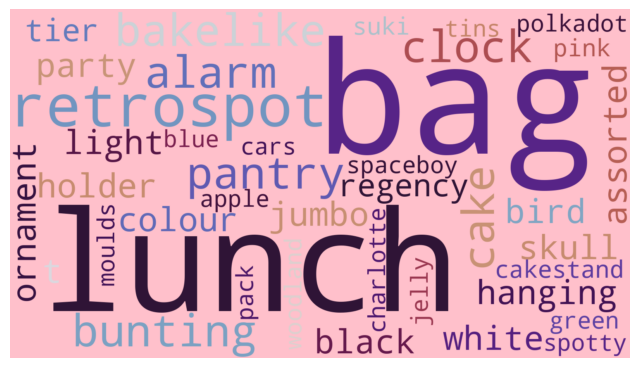 tier
bakelike
suki
tins
polkadot
party
alarm
clock
pink
retrospot
bag
assorted
light
blue
cars
pantry
spaceboy
regency
ornament
holder
apple
moulds
colour
jumbo
cake
bird
lunch
charlotte
skull
t
woodland
pack
jelly
cakestand
hanging
bunting
black
white
green
spotty